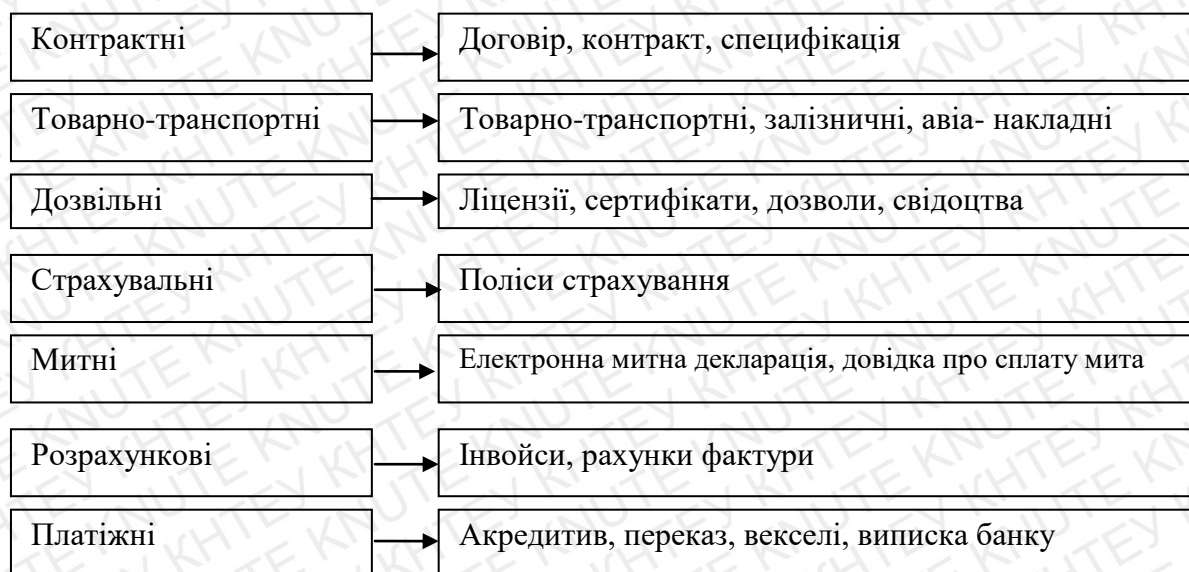 Контрактні
Договір, контракт, специфікація
Товарно-транспортні
Товарно-транспортні, залізничні, авіа- накладні
Дозвільні
Ліцензії, сертифікати, дозволи, свідоцтва
Страхувальні
Поліси страхування
Митні
Електронна митна декларація, довідка про сплату мита
Розрахункові
Інвойси, рахунки фактури
Платіжні
Акредитив, переказ, векселі, виписка банку